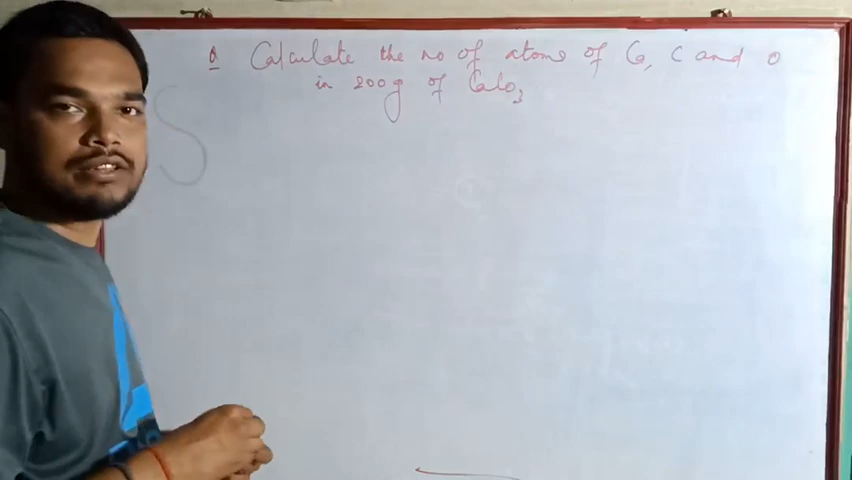 Q Calculate the no of atoms of Ca, C and O
in 200g of CaCO3